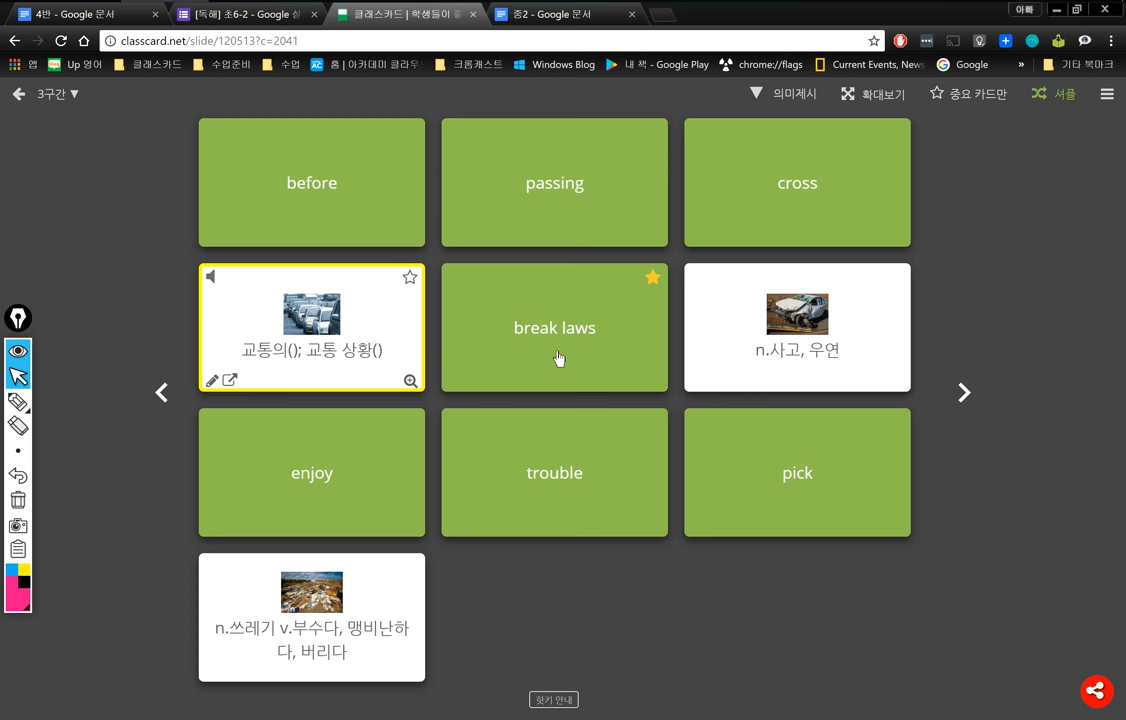 4반 - Google 문서
[독해] 초6-2 - Google 설
클래스카드 | 학생들이 좋
중2 - Google 문서
아빠
classcard.net/slide/120513?c=2041
앱
Up 영어
클래스카드
수업준비
수업
홈 | 아카데미 클라우
크롬캐스트
Windows Blog
내 책 - Google Play
chrome://flags
Current Events, News
Google
»
기타 북마크
3구간 ▼
▼ 의미제시
확대보기
중요 카드만
셔플
before
passing
cross
교통의(); 교통 상황()
break laws
n.사고, 우연
enjoy
trouble
pick
n.쓰레기 v.부수다, 맹비난하
다, 버리다
핫키 안내